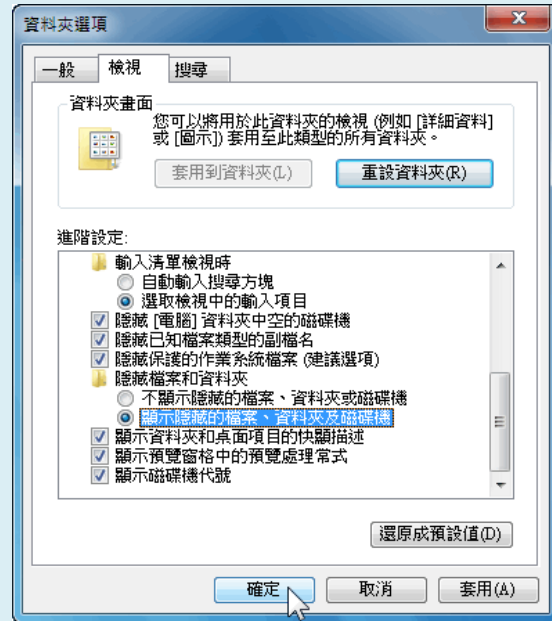 資料夾選項
一般
檢視
搜尋
資料夾畫面
您可以將用於此資料夾的檢視 (例如 [詳細資料]
或 [圖示]) 套用至此類型的所有資料夾。
套用到資料夾(L)
重設資料夾(R)
進階設定:
輸入清單檢視時
自動輸入搜尋方塊
選取檢視中的輸入項目
隱藏 [電腦] 資料夾中空的磁碟機
隱藏已知檔案類型的副檔名
隱藏保護的作業系統檔案 (建議選項)
隱藏檔案和資料夾
不顯示隱藏的檔案、資料夾或磁碟機
顯示隱藏的檔案、資料夾及磁碟機
顯示資料夾和桌面項目的快顯描述
顯示預覽窗格中的預覽處理常式
顯示磁碟機代號
還原成預設值(D)
確定
取消
套用(A)